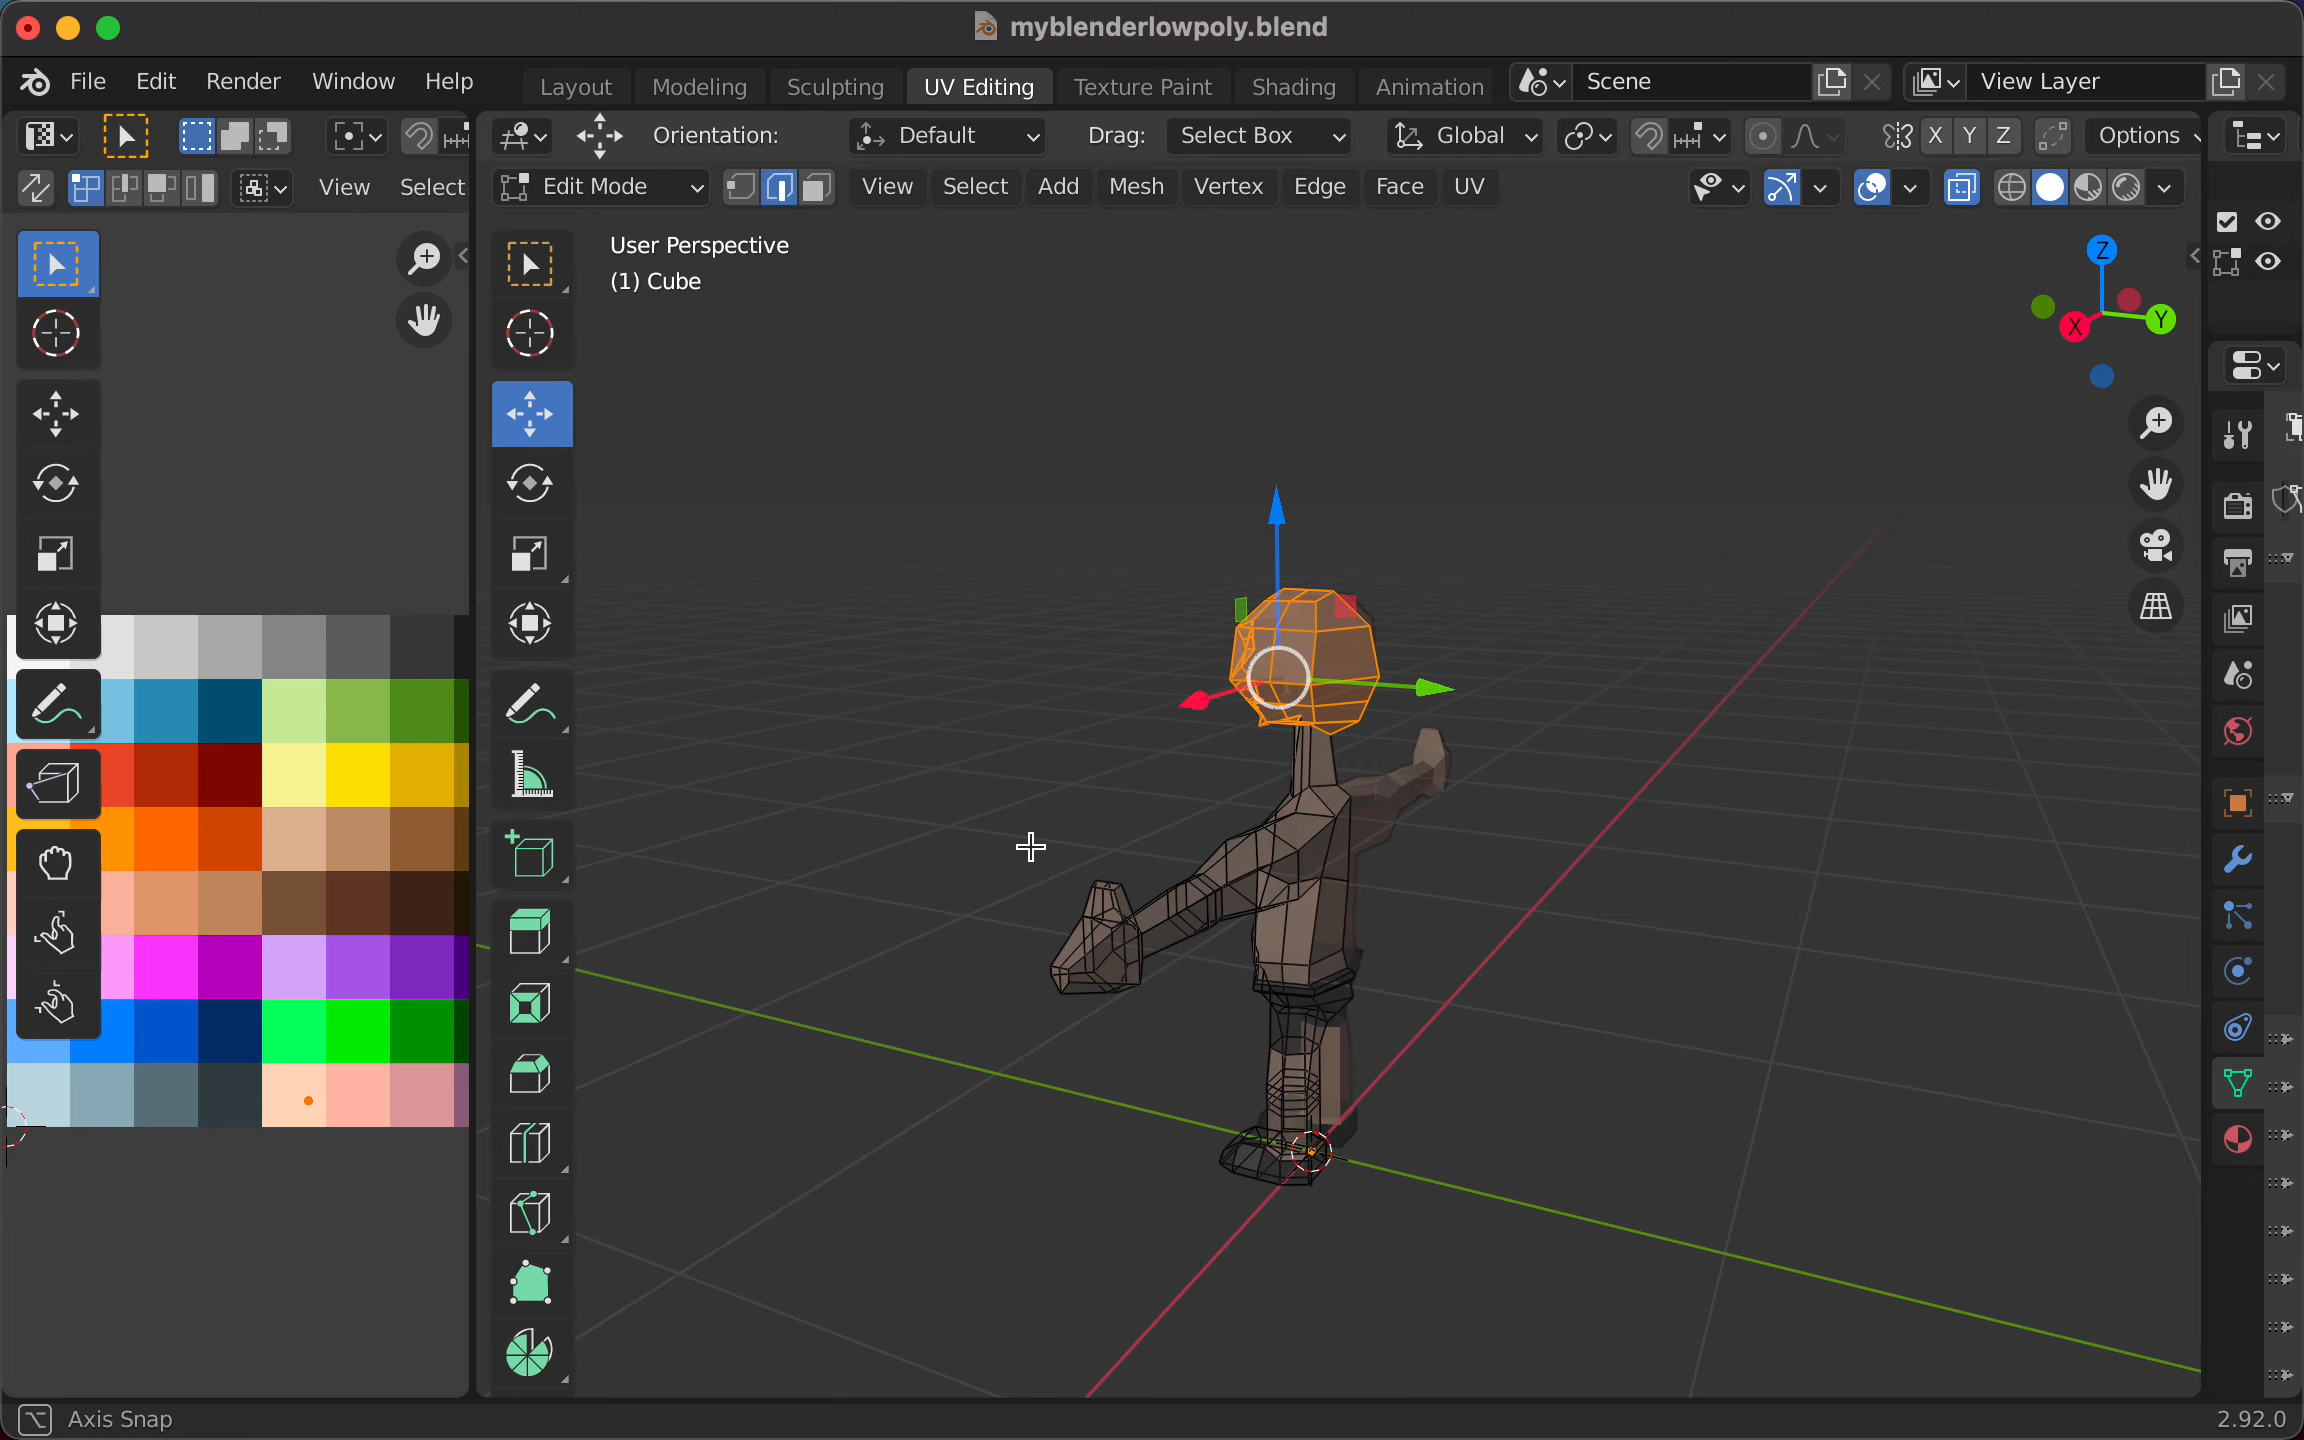 myblenderlowpoly.blend
File Edit Render Window Help
Layout Modeling Sculpting UV Editing Texture Paint Shading Animation
Scene
View Layer
Orientation: Default Drag: Select Box Global
X Y Z
Options
View Select
Edit Mode
View Select Add Mesh Vertex Edge Face UV
User Perspective
(1) Cube
Z
X
Y
Axis Snap
2.92.0